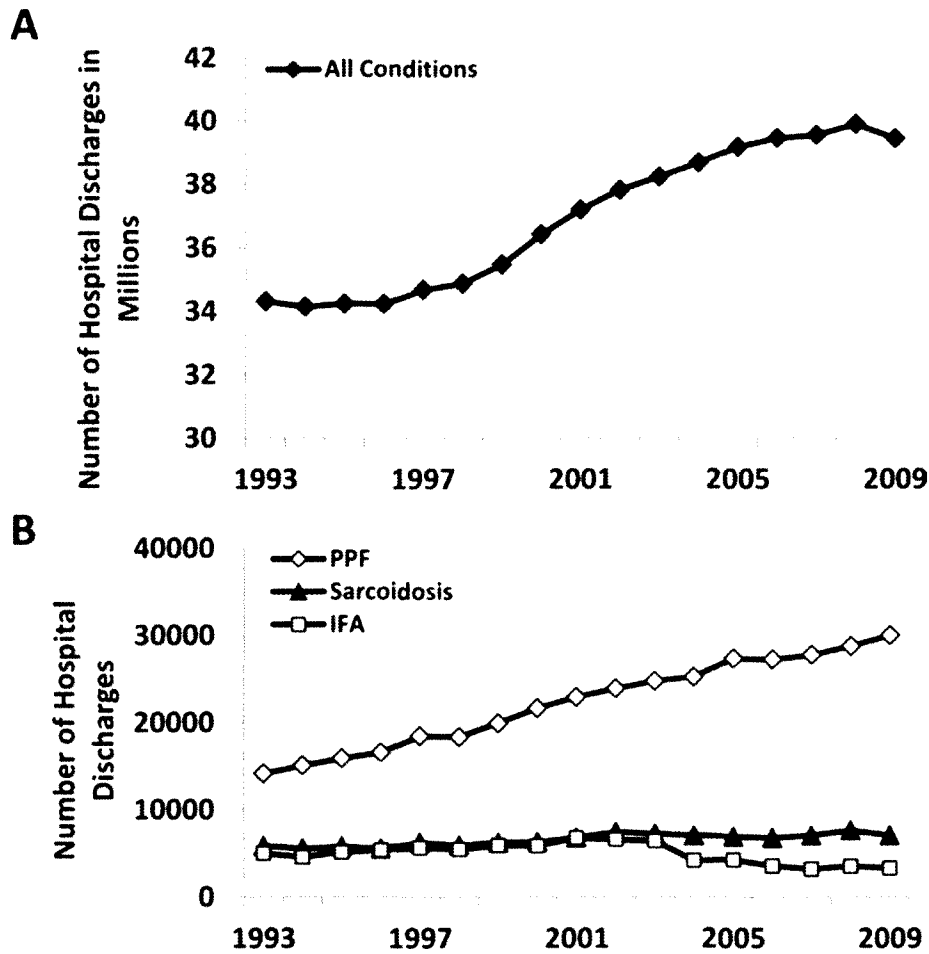 A
Number of Hospital Discharges in
Millions
42
40
38
36
34
32
30
All Conditions
1993 1997 2001 2005 2009
B
Number of Hospital
Discharges
40000
30000
20000
10000
0
PPF
Sarcoidosis
IFA
1993 1997 2001 2005 2009